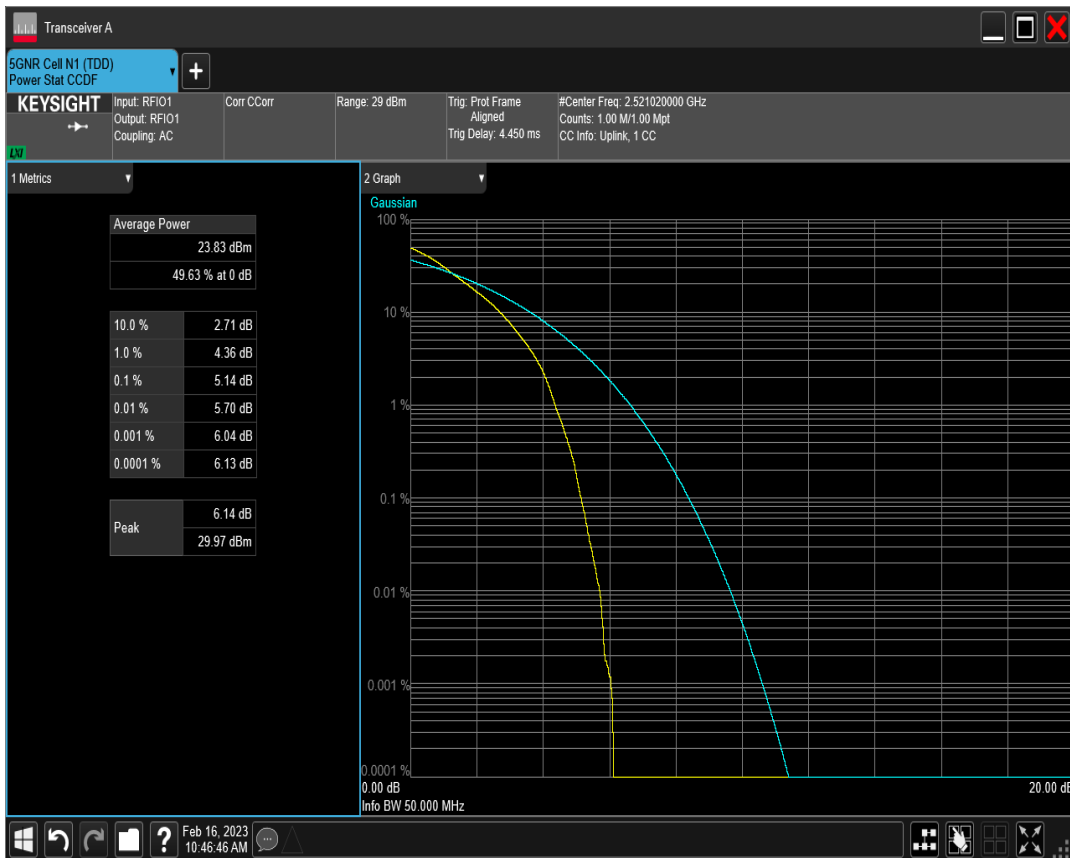 Transceiver A
5GNR Cell N1 (TDD)
Power Stat CCDF
+
KEYSIGHT
LXI
Input: RFIO1
Output: RFIO1
Coupling: AC
Corr CCorr
Range: 29 dBm
Trig: Prot Frame
Aligned
Trig Delay: 4.450 ms
#Center Freq: 2.521020000 GHz
Counts: 1.00 M/1.00 Mpt
CC Info: Uplink, 1 CC
1 Metrics
Average Power
23.83 dBm
49.63 % at 0 dB
10.0 % 2.71 dB
1.0 % 4.36 dB
0.1 % 5.14 dB
0.01 % 5.70 dB
0.001 % 6.04 dB
0.0001 % 6.13 dB
Peak
6.14 dB
29.97 dBm
2 Graph
Gaussian
100 %
10 %
1 %
0.1 %
0.01 %
0.001 %
0.0001 %
0.00 dB 20.00 dB
Info BW 50.000 MHz
?
Feb 16, 2023
10:46:46 AM